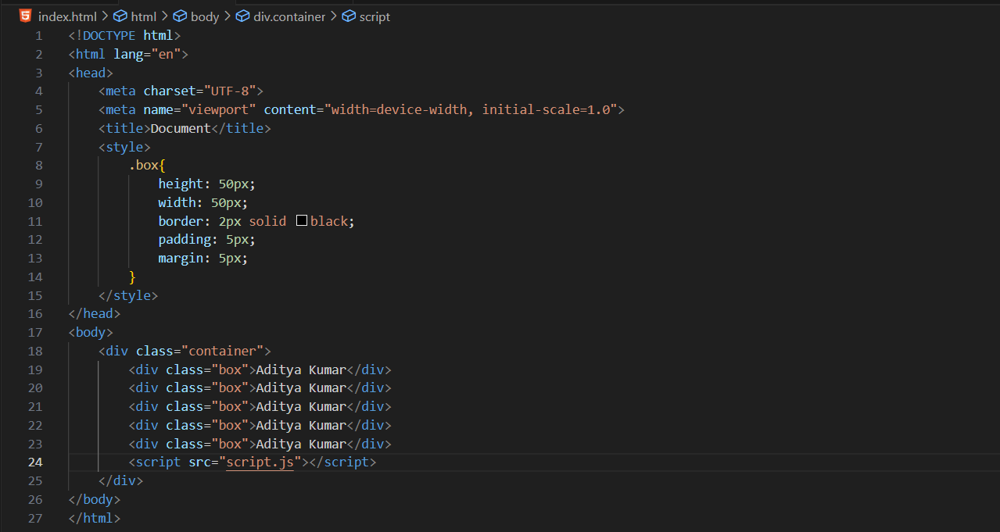 index.html > html > body > div.container > script
1 <!DOCTYPE html>
2 <html lang="en">
3 <head>
4     <meta charset="UTF-8">
5     <meta name="viewport" content="width=device-width, initial-scale=1.0">
6     <title>Document</title>
7     <style>
8         .box{
9             height: 50px;
10             width: 50px;
11             border: 2px solid black;
12             padding: 5px;
13             margin: 5px;
14         }
15     </style>
16 </head>
17 <body>
18     <div class="container">
19         <div class="box">Aditya Kumar</div>
20         <div class="box">Aditya Kumar</div>
21         <div class="box">Aditya Kumar</div>
22         <div class="box">Aditya Kumar</div>
23         <div class="box">Aditya Kumar</div>
24         <script src="script.js"></script>
25     </div>
26 </body>
27 </html>